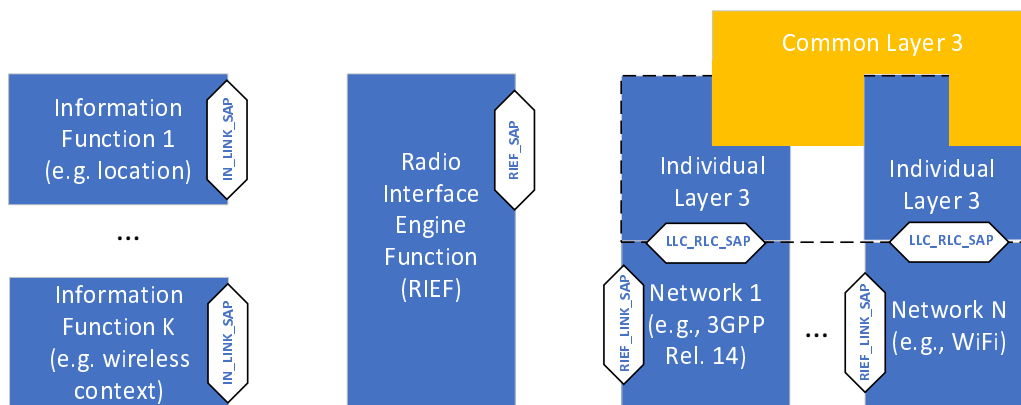 Common Layer 3
Information
Function 1
(e.g. location)
IN_LINK_SAP
...
Information
Function K
(e.g. wireless
context)
IN_LINK_SAP
Radio
Interface
Engine
Function
(RIEF)
RIEF_SAP
Individual
Layer 3
Individual
Layer 3
LLC_RLC_SAP
LLC_RLC_SAP
RIEF_LINK_SAP
Network 1
(e.g., 3GPP
Rel. 14)
...
RIEF_LINK_SAP
Network N
(e.g., WiFi)